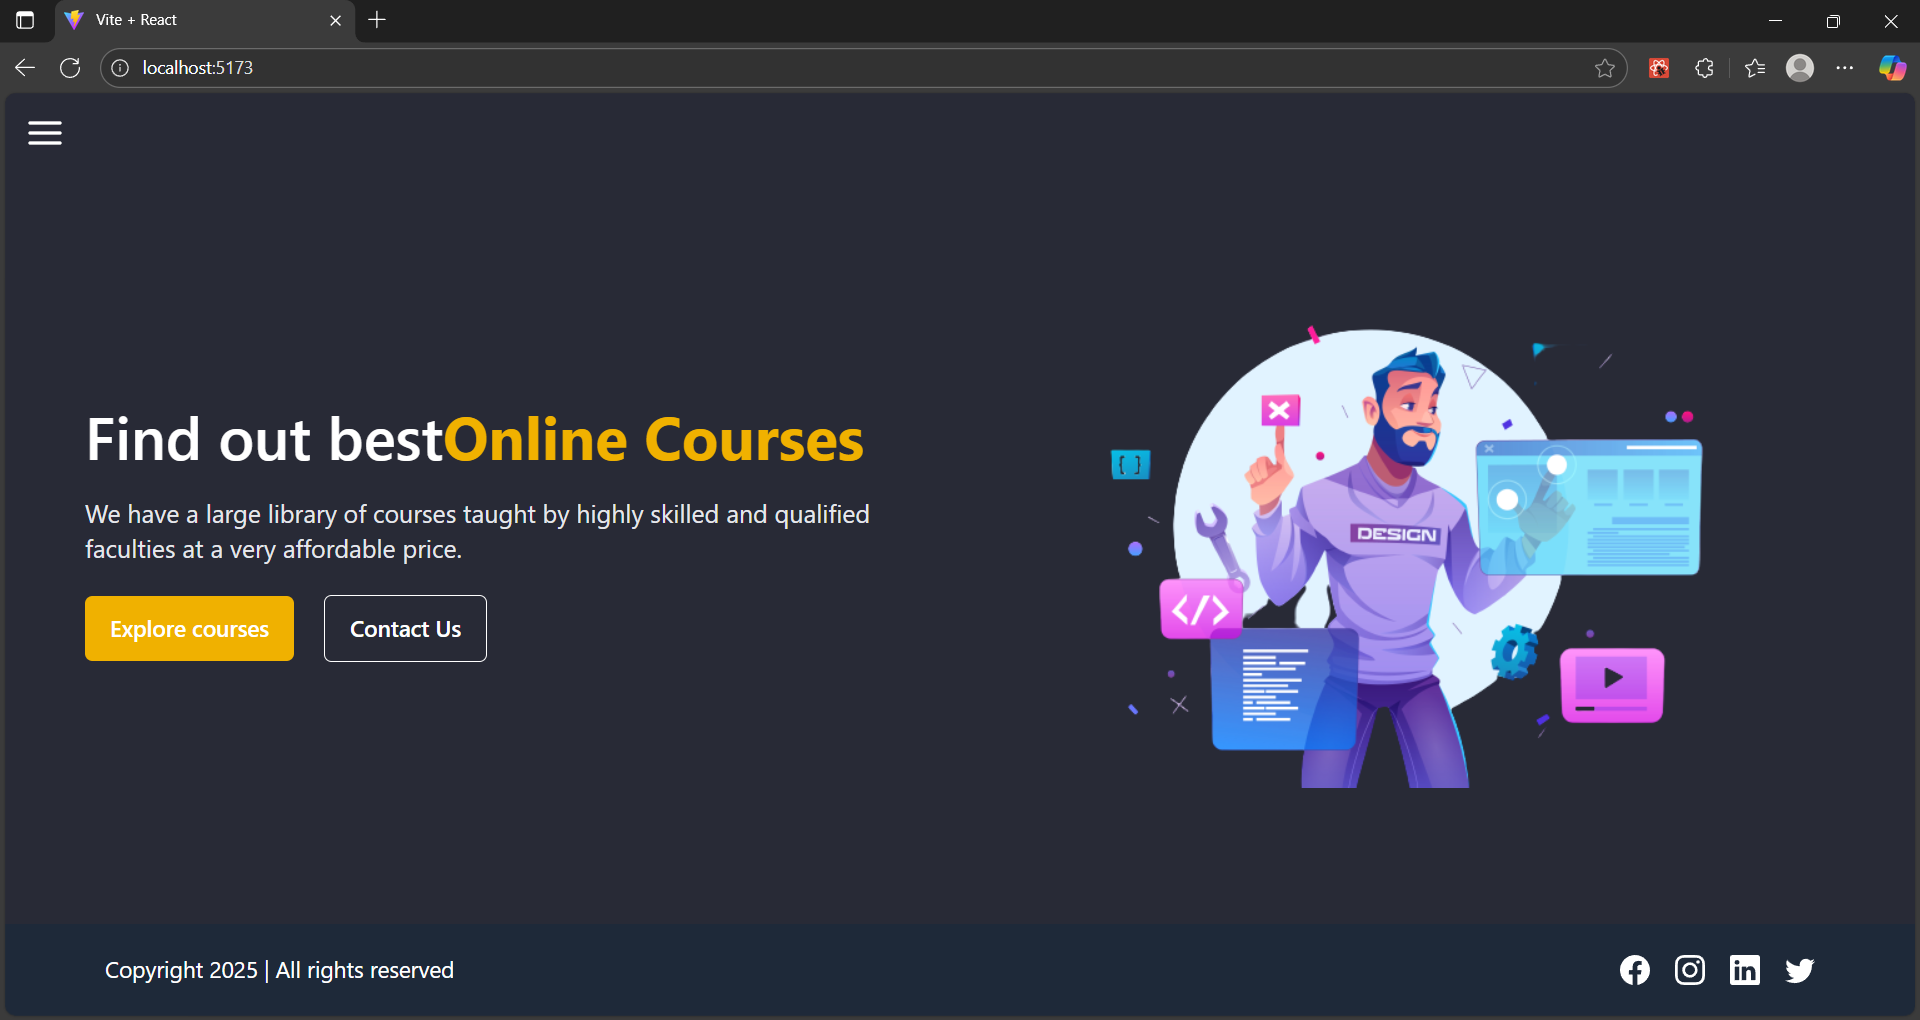 Vite + React
localhost:5173
Find out bestOnline Courses
We have a large library of courses taught by highly skilled and qualified
faculties at a very affordable price.
Explore courses
Contact Us
{ }
DESIGN
</>
Copyright 2025 | All rights reserved
in